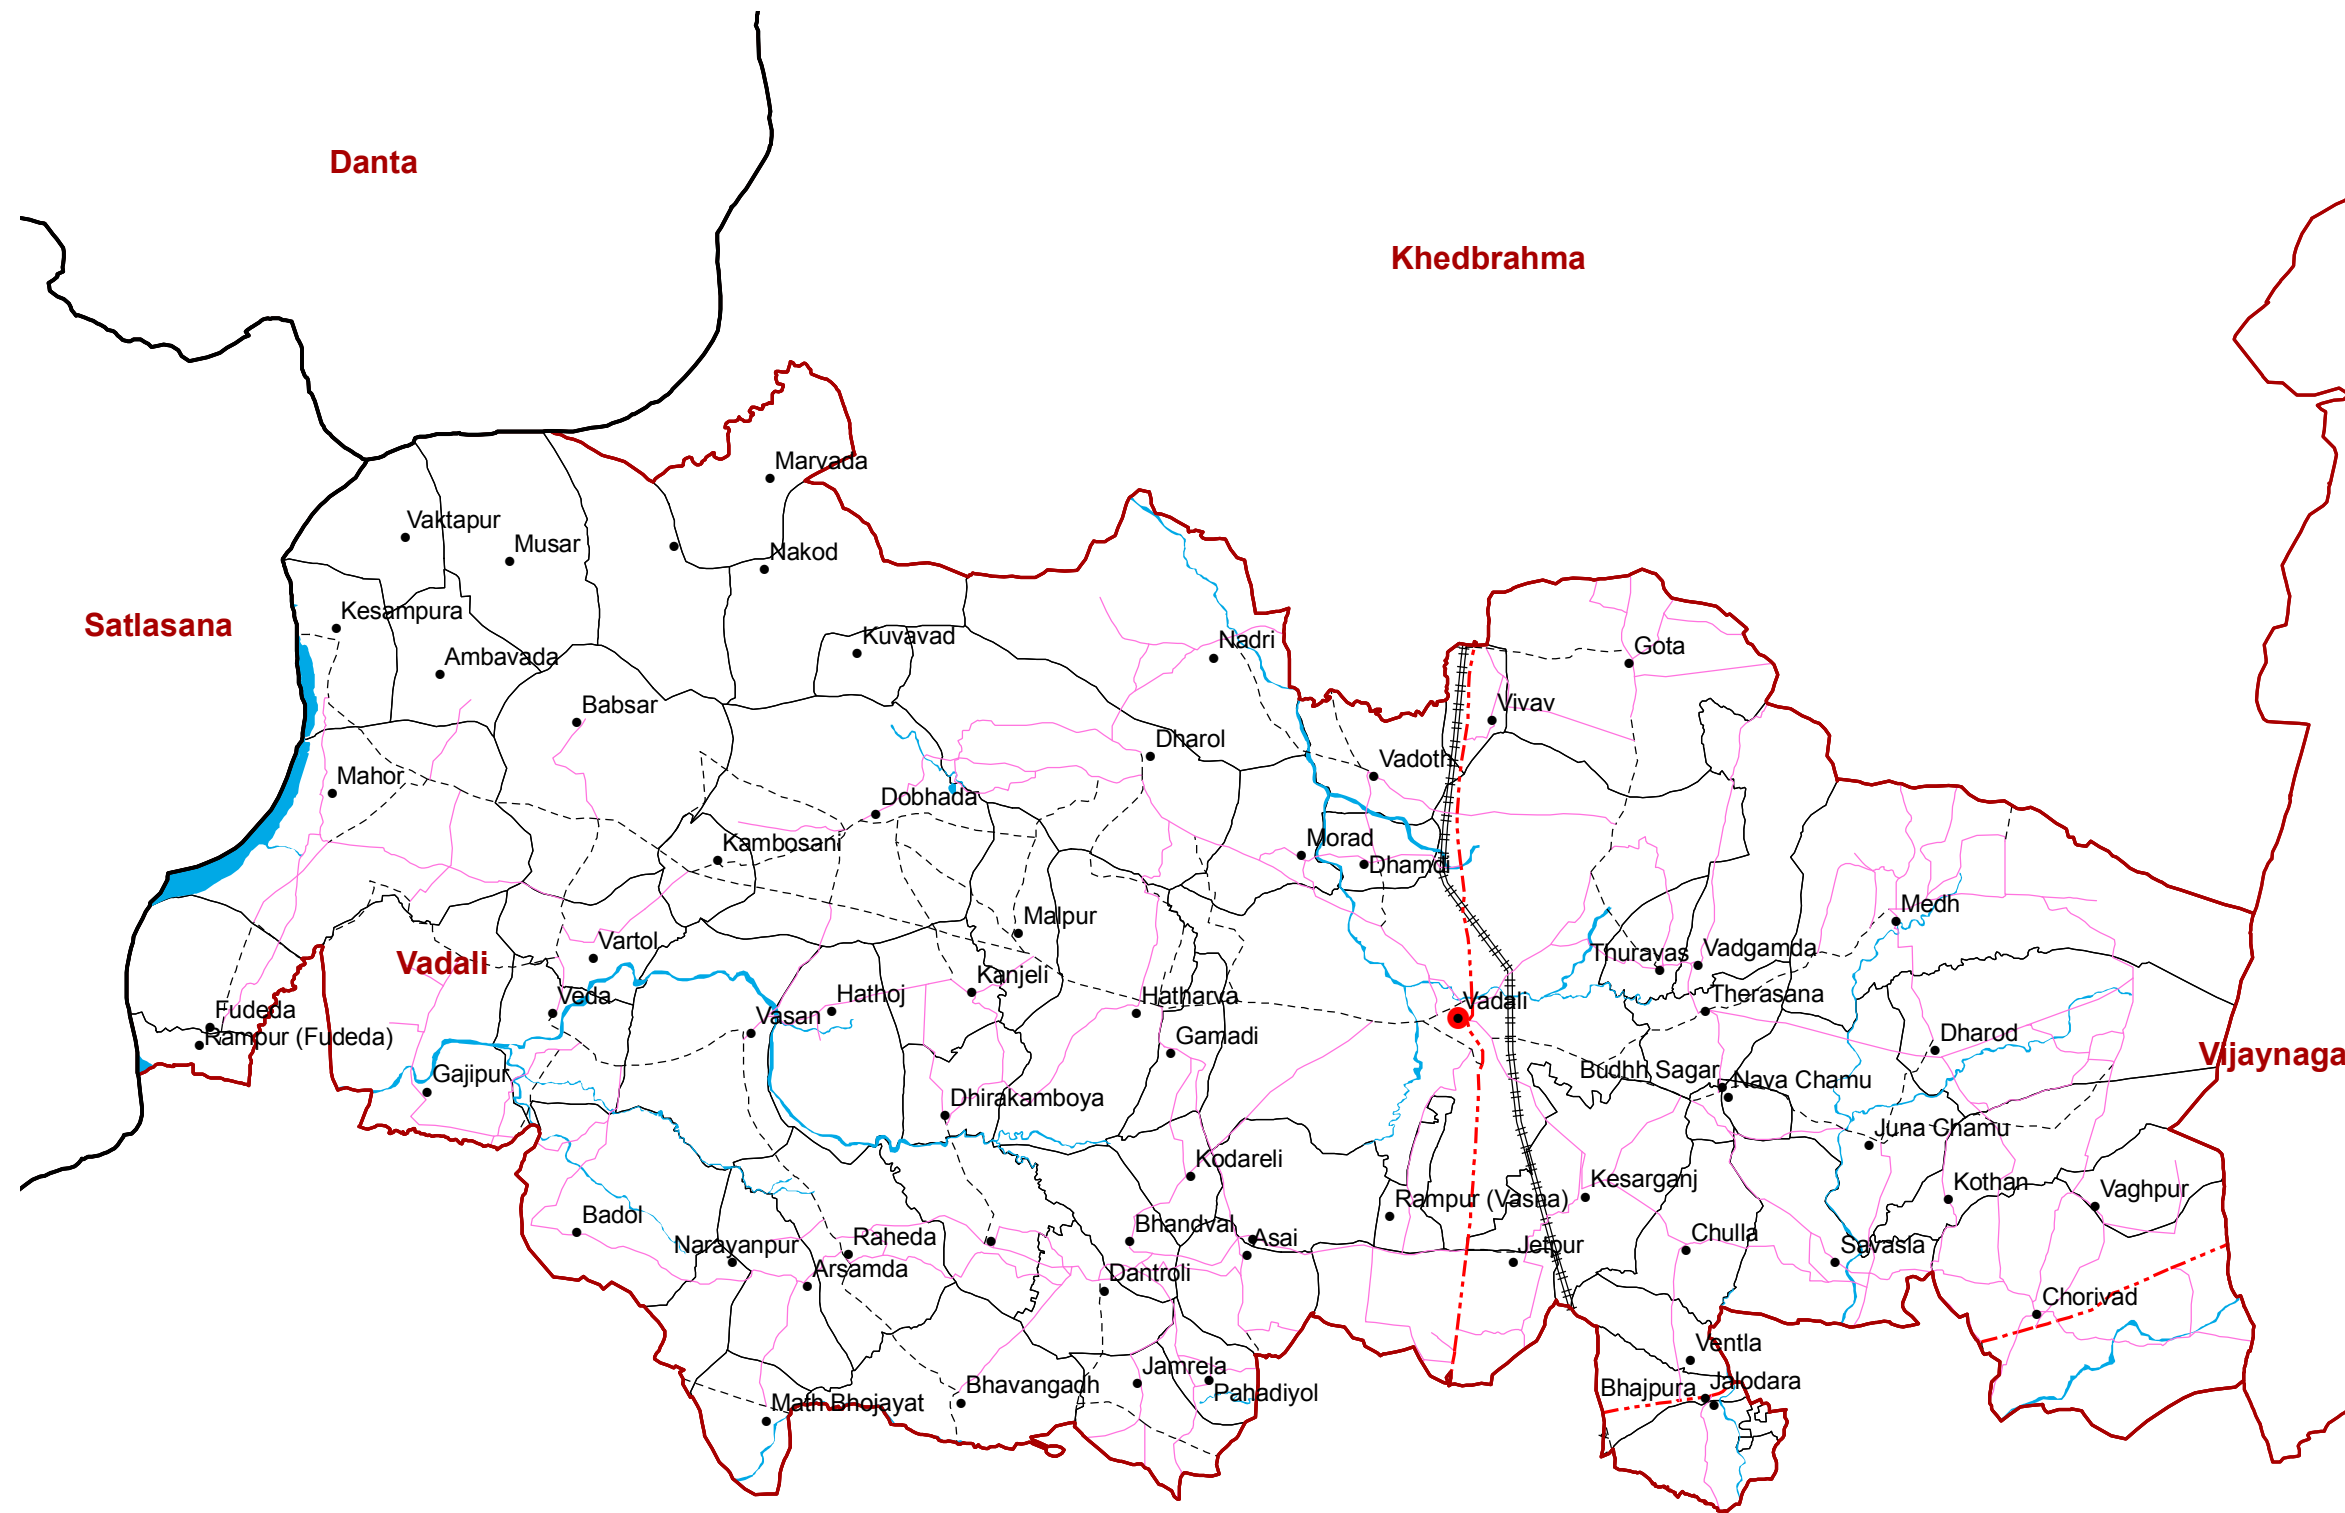 Danta
Khedbrahma
Marvada
Vaktapur
Musar
Nakod
Kesampura
Satlasana
Kuvavad
Nadri
Gota
Ambavada
Babsar
Vivav
Dharol
Vadoth
Mahor
Dobhada
Morad
Kambosani
Dhamdi
Medh
Malpur
Vartol
Thuravas
Vadgamda
Vadali
Kanjeli
Veda
Hathoj
Hatharva
Vadali
Therasana
Fudeda
Vasan
Rampur (Fudeda)
Gamadi
Dharod
Vijaynaga
Gajipur
Budhh Sagar
Nava Chamu
Dhirakamboya
Juna Chamu
Kodareli
Kesarganj
Kothan
Vaghpur
Rampur (Vasna)
Badol
Bhandval
Raheda
Asai
Chulla
Narayanpur
Jetpur
Savasla
Arsamda
Dantroli
Chorivad
Ventla
Jamrela
Bhavangadh
Pahadiyol
Bhajpura
Jalodara
Math Bhojayat